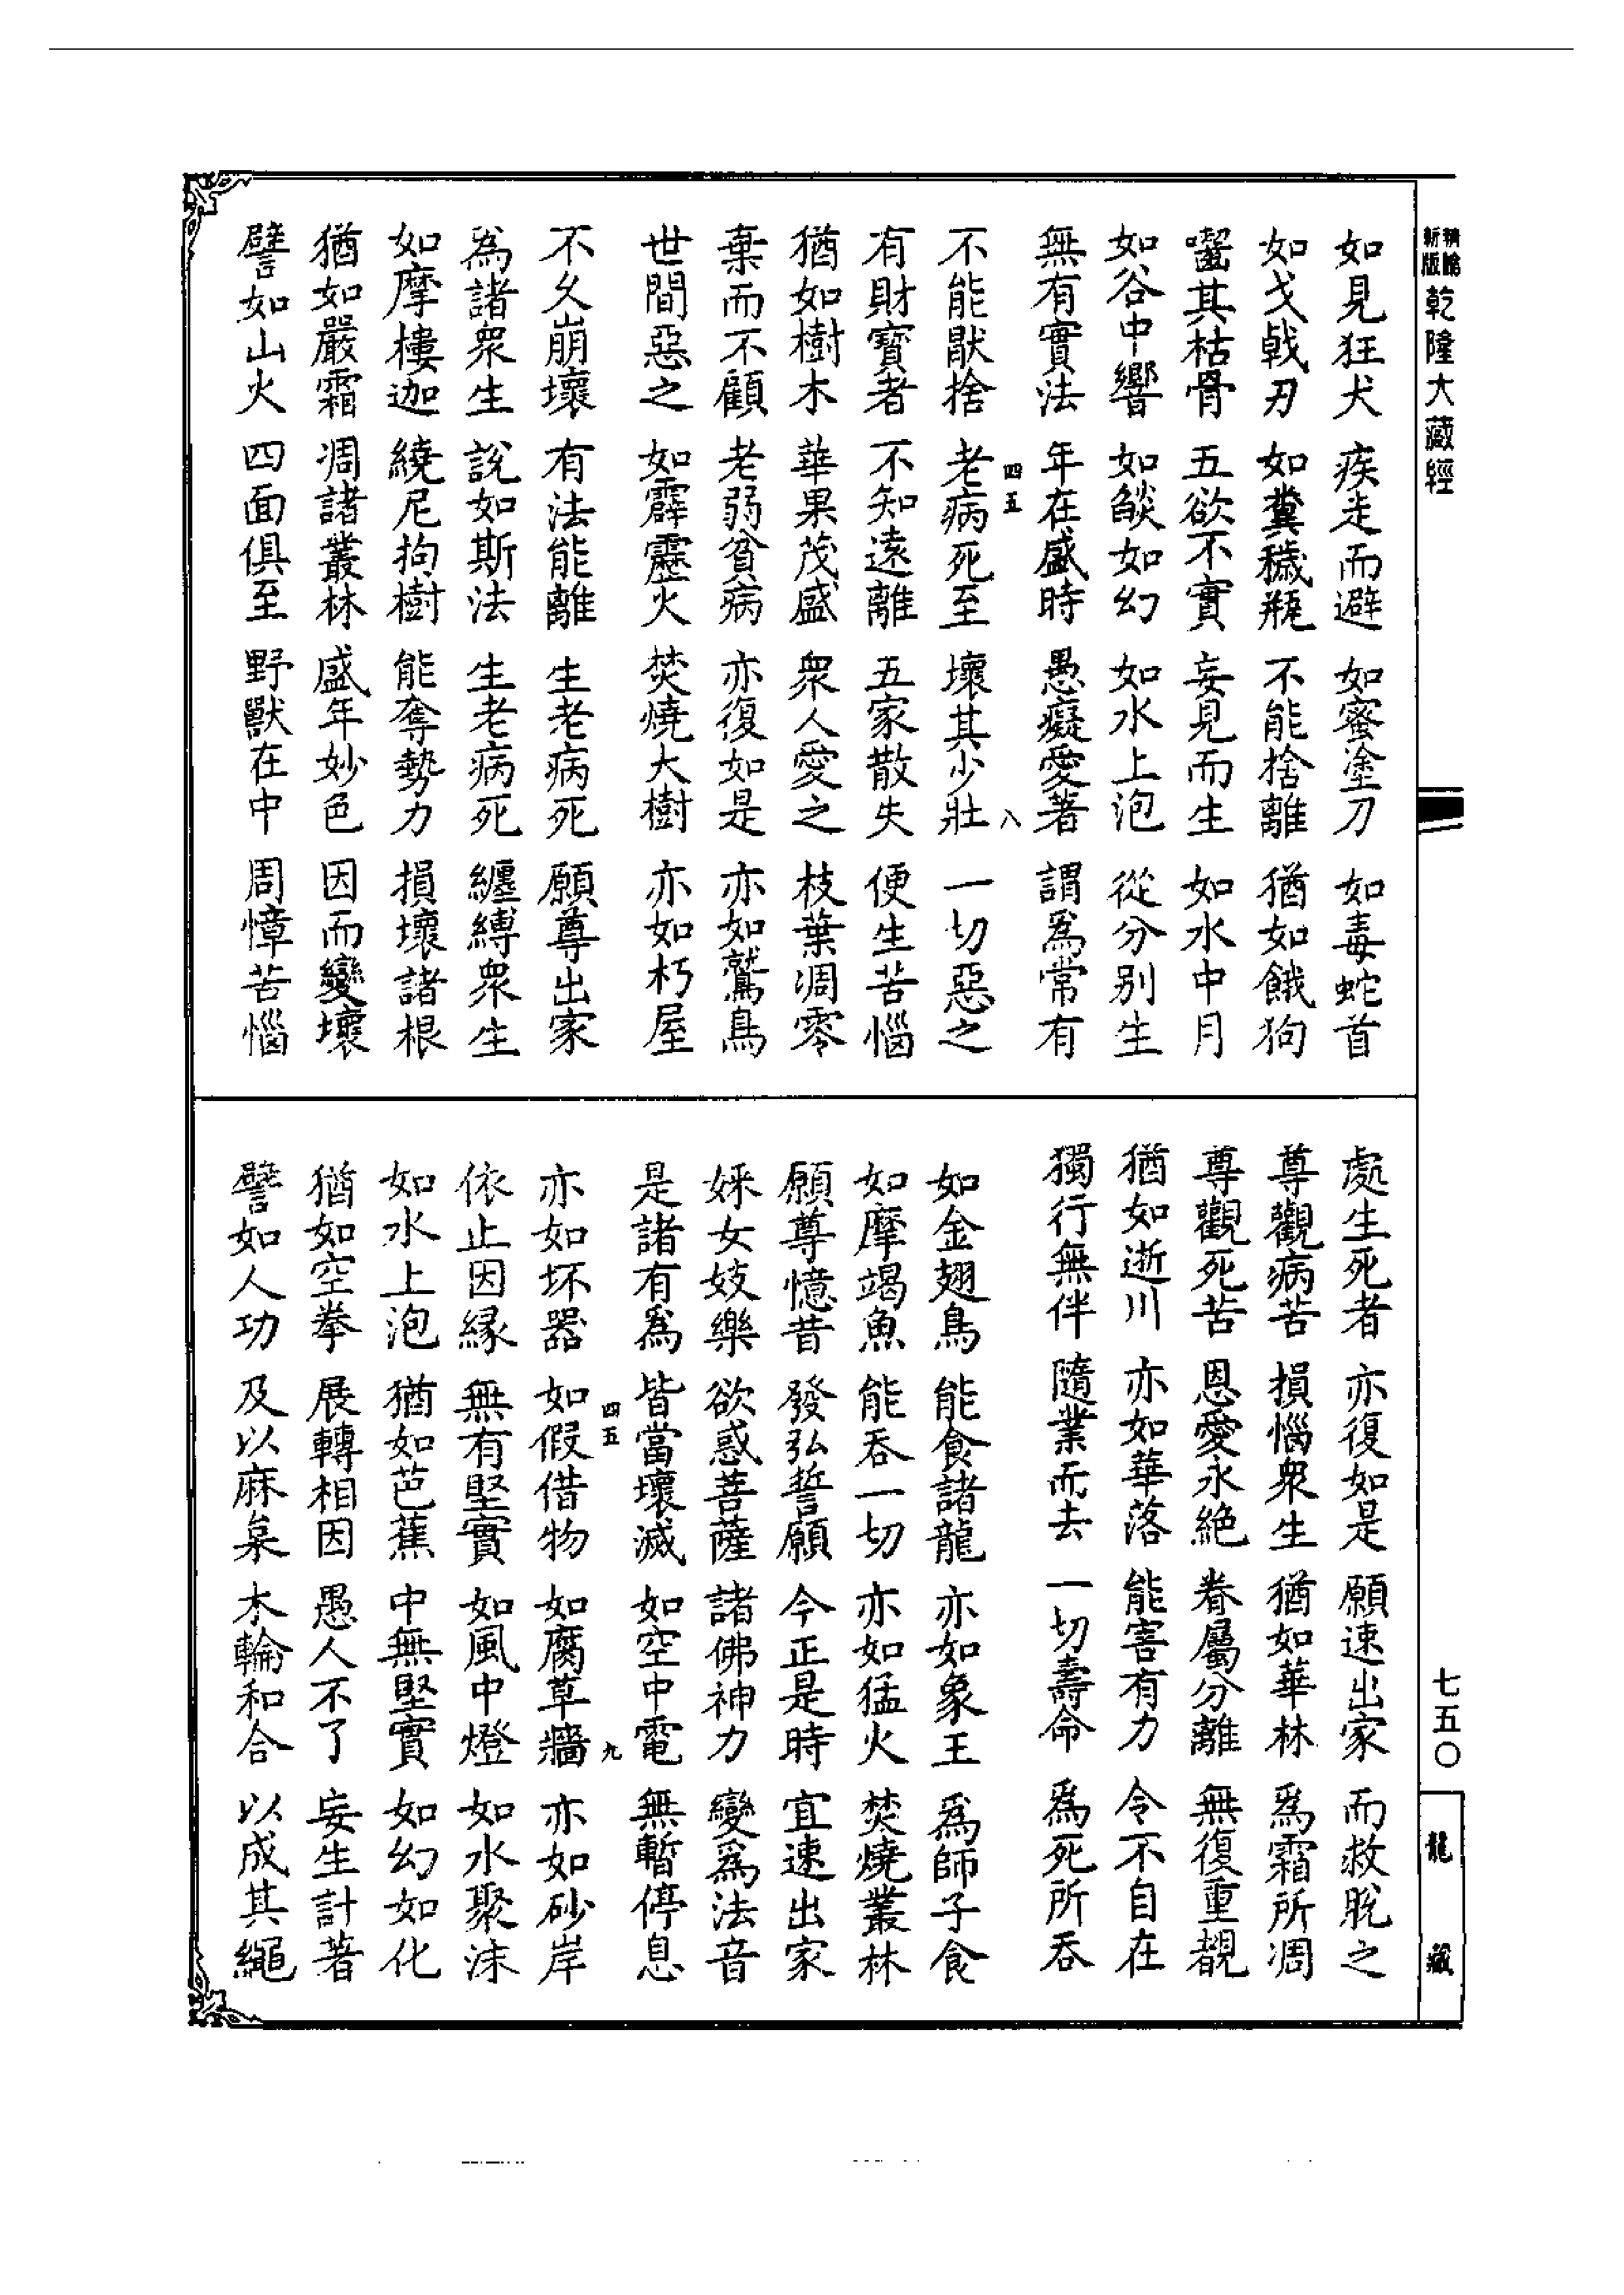 精縮
新版
乾隆大藏經
如見狂犬 疾走而避 如蜜塗刀 如毒蛇首
如戈戟刃 如糞穢瓶 不能捨離 猶如餓狗
齧其枯骨 五欲不實 妄見而生 如水中月
如谷中響 如燄如幻 如水上泡 從分別生
無有實法 年在盛時 愚癡愛著 謂為常有
四五 八
不能猒捨 老病死至 壞其少壯 一切惡之
有財寶者 不知遠離 五家散失 便生苦惱
猶如樹木 華果茂盛 衆人愛之 枝葉凋零
棄而不顧 老弱貧病 亦復如是 亦如鷲鳥
世間惡之 如霹靂火 焚燒大樹 亦如朽屋
不久崩壞 有法能離 生老病死 願尊出家
為諸衆生 說如斯法 生老病死 纏縛衆生
如摩樓迦 繞尼拘樹 能奪勢力 損壞諸根
猶如嚴霜 凋諸叢林 盛年妙色 因而變壞
譬如山火 四面俱至 野獸在中 周慞苦惱
處生死者 亦復如是 願速出家 而救脫之
尊觀病苦 損惱衆生 猶如華林 為霜所凋
尊觀死苦 恩愛永絕 眷屬分離 無復重覩
猶如逝川 亦如華落 能害有力 令不自在
獨行無伴 隨業而去 一切壽命 為死所吞
如金翅鳥 能食諸龍 亦如象王 為師子食
如摩竭魚 能吞一切 亦如猛火 焚燒叢林
願尊憶昔 發弘誓願 今正是時 宜速出家
婇女妓樂 欲惑菩薩 諸佛神力 變為法音
是諸有為 皆當壞滅 如空中電 無暫停息
四五 九
亦如坏器 如假借物 如腐草牆 亦如砂岸
依止因緣 無有堅實 如風中燈 如水聚沫
如水上泡 猶如芭蕉 中無堅實 如幻如化
猶如空拳 展轉相因 愚人不了 妄生計著
譬如人功 及以麻枲 木輪和合 以成其繩
七五〇
龍藏